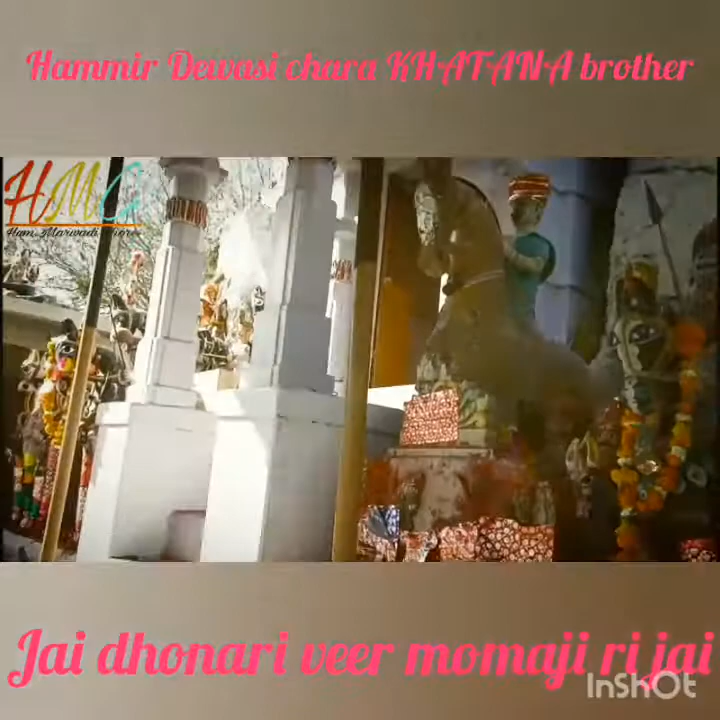 Hammir Dewasi chara KHATANA brother
HMG
Jai dhonari veer momaji ri jai
InShOt